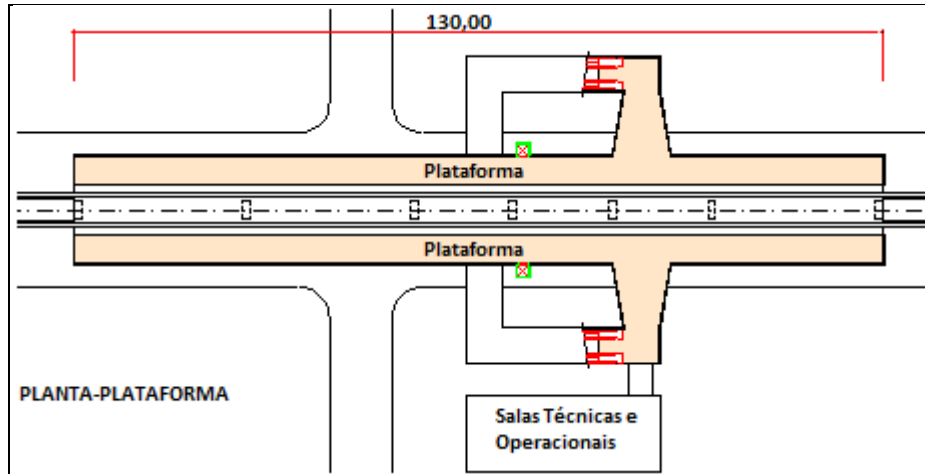 130,00
Plataforma
Plataforma
PLANTA-PLATAFORMA
Salas Técnicas e
Operacionais